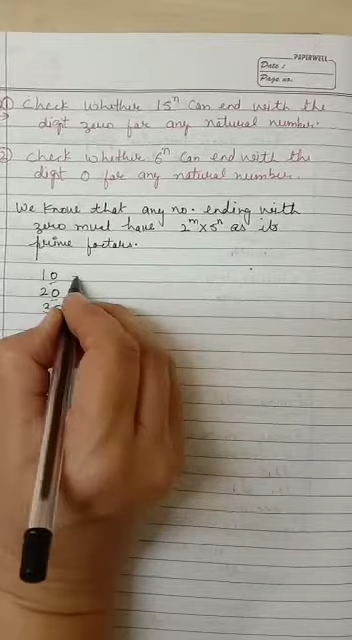 PAPERWELL
Date :
Page no.
① Check whether 15ⁿ can end with the
digit zero for any natural number.
② Check whether 6ⁿ can end with the
digit 0 for any natural number.
We know that any no. ending with
zero must have 2ᵐ×5ⁿ as its
prime factors.
10 =
20
30